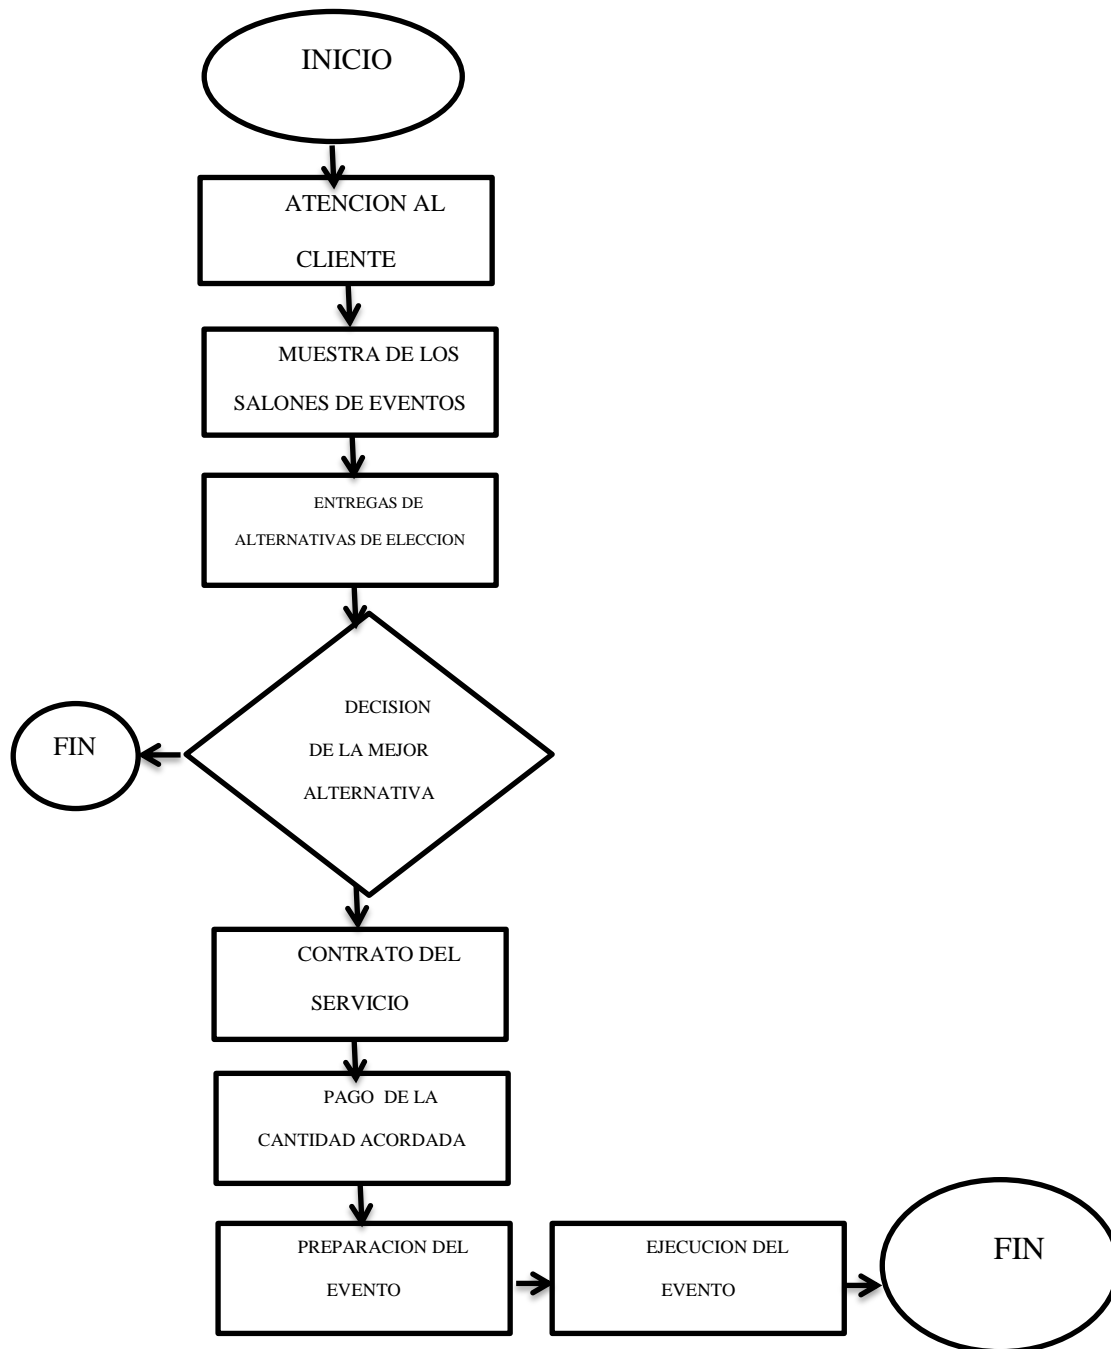 INICIO
ATENCION AL
CLIENTE
MUESTRA DE LOS
SALONES DE EVENTOS
ENTREGAS DE
ALTERNATIVAS DE ELECCION
DECISION
DE LA MEJOR
ALTERNATIVA
FIN
CONTRATO DEL
SERVICIO
PAGO  DE LA
CANTIDAD ACORDADA
PREPARACION DEL
EVENTO
EJECUCION DEL
EVENTO
FIN